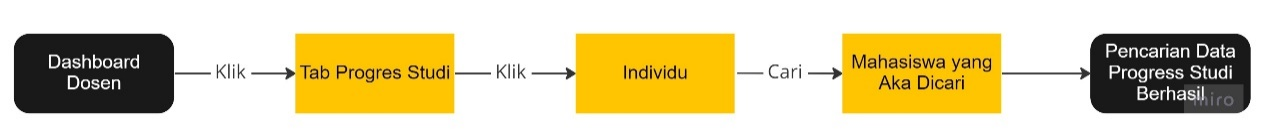 Dashboard
Dosen
Klik
Tab Progres Studi
Klik
Individu
Cari
Mahasiswa yang
Aka Dicari
Pencarian Data
Progress Studi
Berhasil
miro